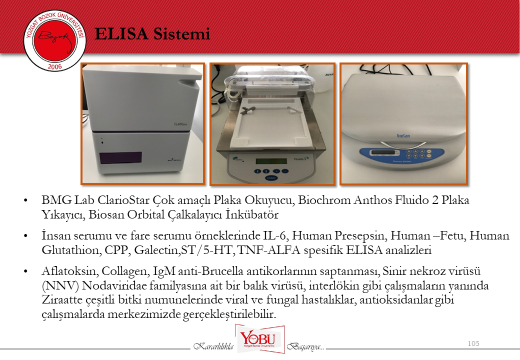 YOZGAT BOZOK ÜNİVERSİTESİ
Bozok
2006
ELISA Sistemi
• BMG Lab ClarioStar Çok amaçlı Plaka Okuyucu, Biochrom Anthos Fluido 2 Plaka
Yıkayıcı, Biosan Orbital Çalkalayıcı İnkübatör
• İnsan serumu ve fare serumu örneklerinde IL-6, Human Presepsin, Human –Fetu, Human
Glutathion, CPP, Galectin,ST/5-HT, TNF-ALFA spesifik ELISA analizleri
• Aflatoksin, Collagen, IgM anti-Brucella antikorlarının saptanması, Sinir nekroz virüsü
(NNV) Nodaviridae familyasına ait bir balık virüsü, interlökin gibi çalışmaların yanında
Ziraatte çeşitli bitki numunelerinde viral ve fungal hastalıklar, antioksidanlar gibi
çalışmalarda merkezimizde gerçekleştirilebilir.
Kararlılıkla YOBU Başarıya...
103